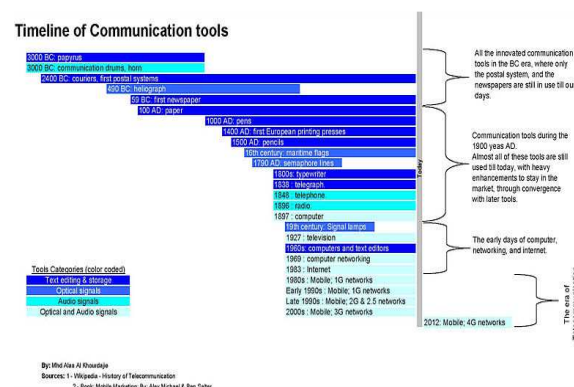 Timeline of Communication tools
3000 BC: papyrus
3000 BC: communication drums, horn
2400 BC: couriers, first postal systems
490 BC: heliograph
59 BC: first newspaper
100 AD: paper
1000 AD: pens
1400 AD: first European printing presses
1500 AD: pencils
16th century: maritime flags
1790 AD: semaphore lines
1800s: typewriter
1838 : telegraph.
1848 : telephone.
1896 : radio.
1897 : computer
19th century: Signal lamps
1927 : television
1960s: computers and text editors
1969 : computer networking
1983 : Internet
1980s : Mobile; 1G networks
Early 1990s : Mobile; 1G networks
Late 1990s : Mobile; 2G & 2.5 networks
2000s : Mobile; 3G networks
2012: Mobile; 4G networks
Today
All the innovated communication
tools in the BC era, where only
the postal system, and the
newspapers are still in use till our
days.
Communication tools during the
1900 yeas AD.
Almost all of these tools are still
used till today, with heavy
enhancements to stay in the
market, through convergence
with later tools.
The early days of computer,
networking, and internet.
The era of
Tools Categories (color coded)
Text editing & storage
Optical signals
Audio signals
Optical and Audio signals
By: Mhd Alaa Al Khourdajie
Sources: 1 - Wikipedia - History of Telecommunication
2 - Book: Mobile Marketing; By: Alex Michael & Ben Salter